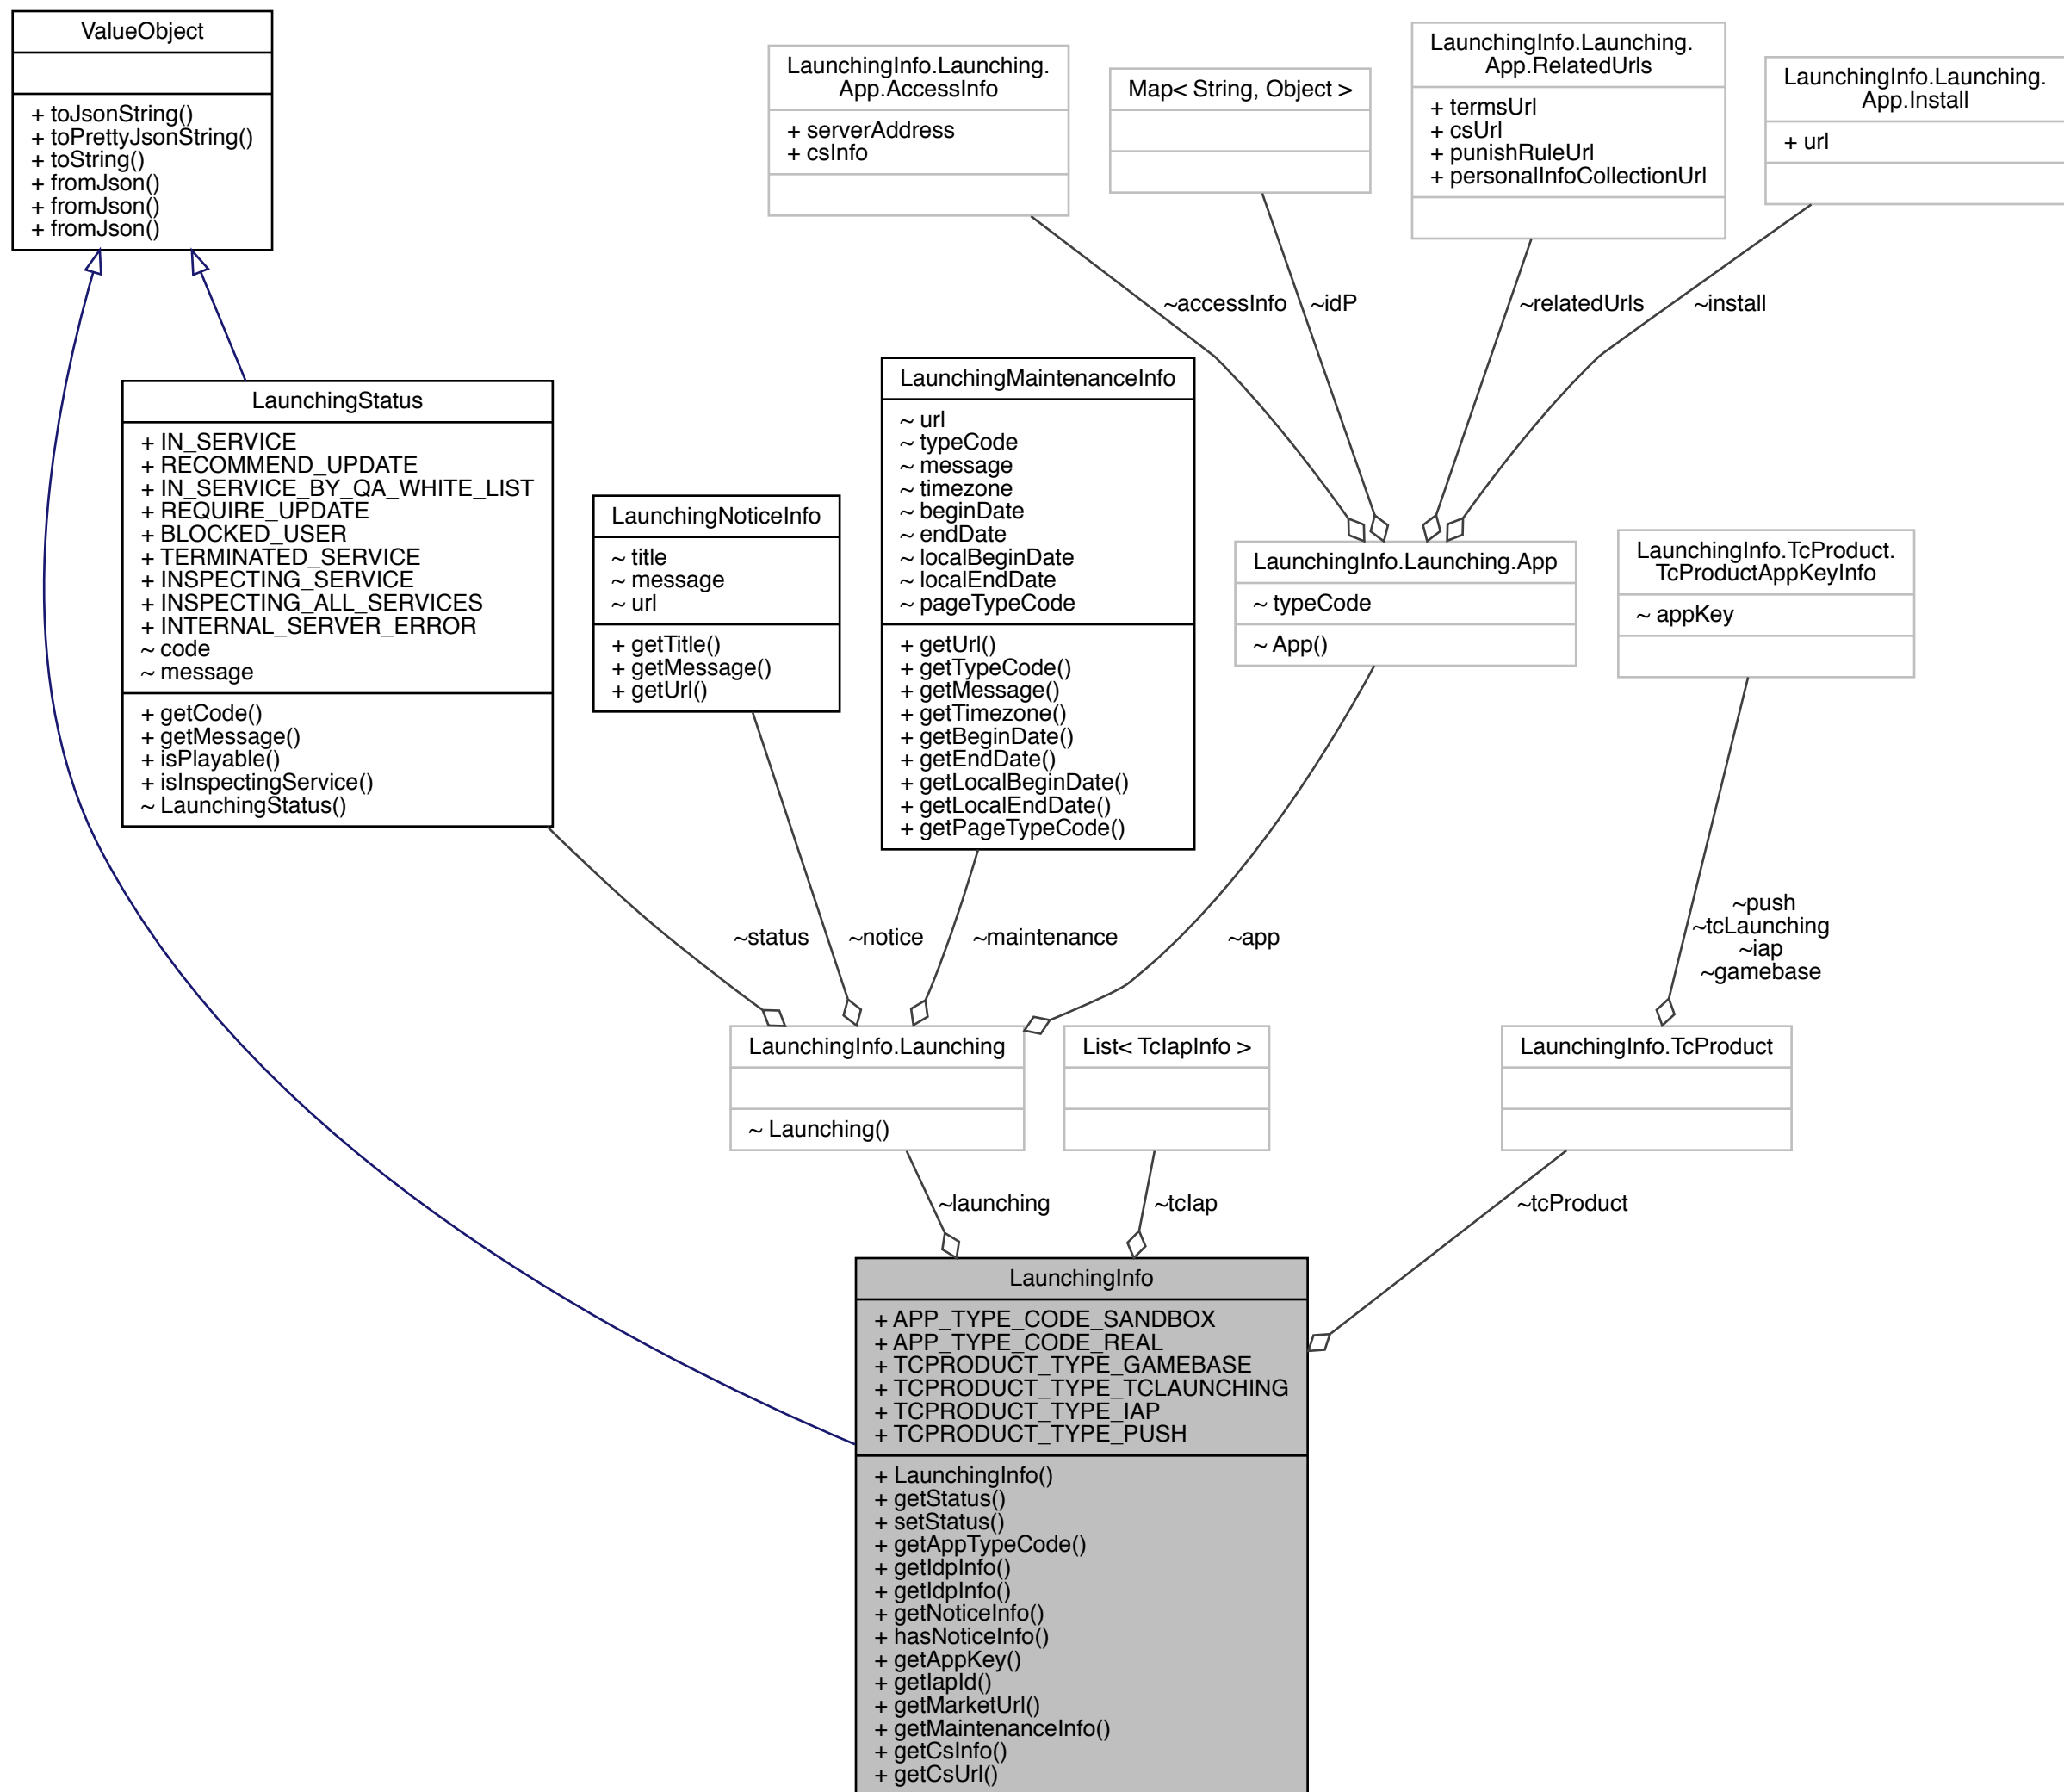 ValueObject
+ toJsonString()
+ toPrettyJsonString()
+ toString()
+ fromJson()
+ fromJson()
+ fromJson()
LaunchingInfo.Launching.
App.AccessInfo
+ serverAddress
+ csInfo
Map< String, Object >
LaunchingInfo.Launching.
App.RelatedUrls
+ termsUrl
+ csUrl
+ punishRuleUrl
+ personalInfoCollectionUrl
LaunchingInfo.Launching.
App.Install
+ url
~accessInfo
~idP
~relatedUrls
~install
LaunchingStatus
+ IN_SERVICE
+ RECOMMEND_UPDATE
+ IN_SERVICE_BY_QA_WHITE_LIST
+ REQUIRE_UPDATE
+ BLOCKED_USER
+ TERMINATED_SERVICE
+ INSPECTING_SERVICE
+ INSPECTING_ALL_SERVICES
+ INTERNAL_SERVER_ERROR
~ code
~ message
+ getCode()
+ getMessage()
+ isPlayable()
+ isInspectingService()
~ LaunchingStatus()
LaunchingNoticeInfo
~ title
~ message
~ url
+ getTitle()
+ getMessage()
+ getUrl()
LaunchingMaintenanceInfo
~ url
~ typeCode
~ message
~ timezone
~ beginDate
~ endDate
~ localBeginDate
~ localEndDate
~ pageTypeCode
+ getUrl()
+ getTypeCode()
+ getMessage()
+ getTimezone()
+ getBeginDate()
+ getEndDate()
+ getLocalBeginDate()
+ getLocalEndDate()
+ getPageTypeCode()
LaunchingInfo.Launching.App
~ typeCode
~ App()
LaunchingInfo.TcProduct.
TcProductAppKeyInfo
~ appKey
~status
~notice
~maintenance
~app
~push
~tcLaunching
~iap
~gamebase
LaunchingInfo.Launching
~ Launching()
List< TcIapInfo >
LaunchingInfo.TcProduct
~launching
~tcIap
~tcProduct
LaunchingInfo
+ APP_TYPE_CODE_SANDBOX
+ APP_TYPE_CODE_REAL
+ TCPRODUCT_TYPE_GAMEBASE
+ TCPRODUCT_TYPE_TCLAUNCHING
+ TCPRODUCT_TYPE_IAP
+ TCPRODUCT_TYPE_PUSH
+ LaunchingInfo()
+ getStatus()
+ setStatus()
+ getAppTypeCode()
+ getIdpInfo()
+ getIdpInfo()
+ getNoticeInfo()
+ hasNoticeInfo()
+ getAppKey()
+ getIapId()
+ getMarketUrl()
+ getMaintenanceInfo()
+ getCsInfo()
+ getCsUrl()